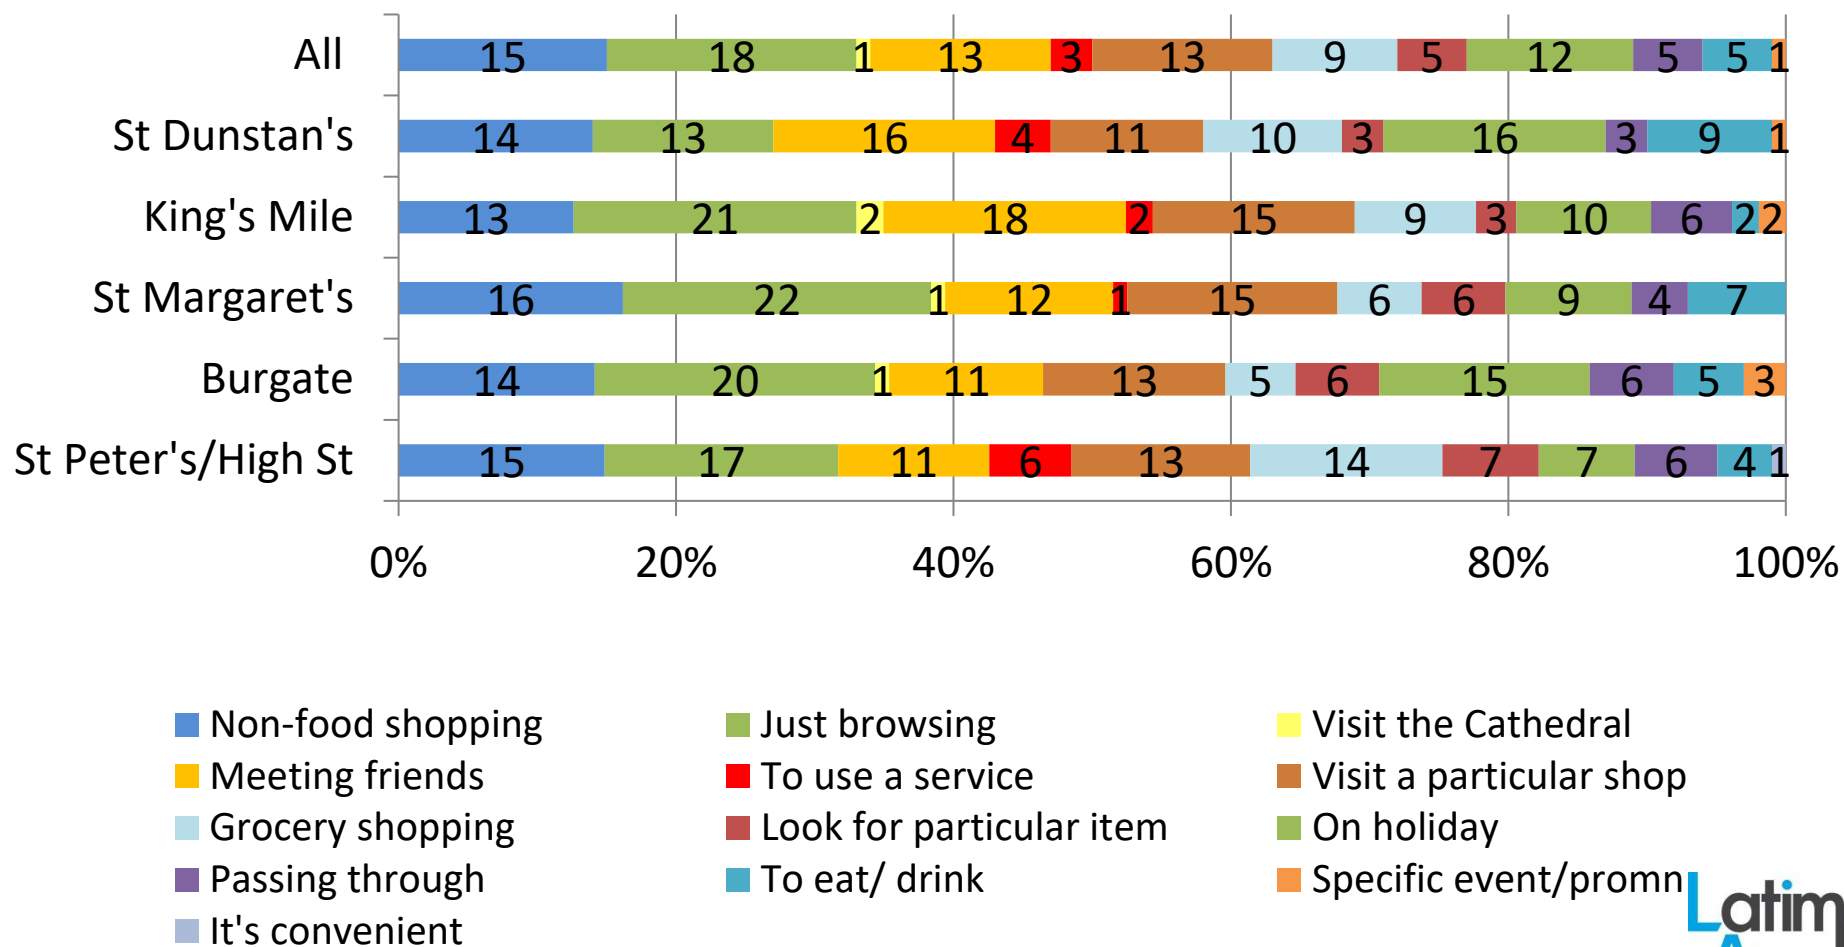 All 15 18 1 13 3 13 9 5 12 5 5 1
St Dunstan's 14 13 16 4 11 10 3 16 3 9 1
King's Mile 13 21 2 18 2 15 9 3 10 6 2 2
St Margaret's 16 22 1 12 1 15 6 6 9 4 7
Burgate 14 20 1 11 13 5 6 15 6 5 3
St Peter's/High St 15 17 11 6 13 14 7 7 6 4 1
0% 20% 40% 60% 80% 100%
Non-food shopping Just browsing Visit the Cathedral
Meeting friends To use a service Visit a particular shop
Grocery shopping Look for particular item On holiday
Passing through To eat/ drink Specific event/promn
It's convenient
Latim